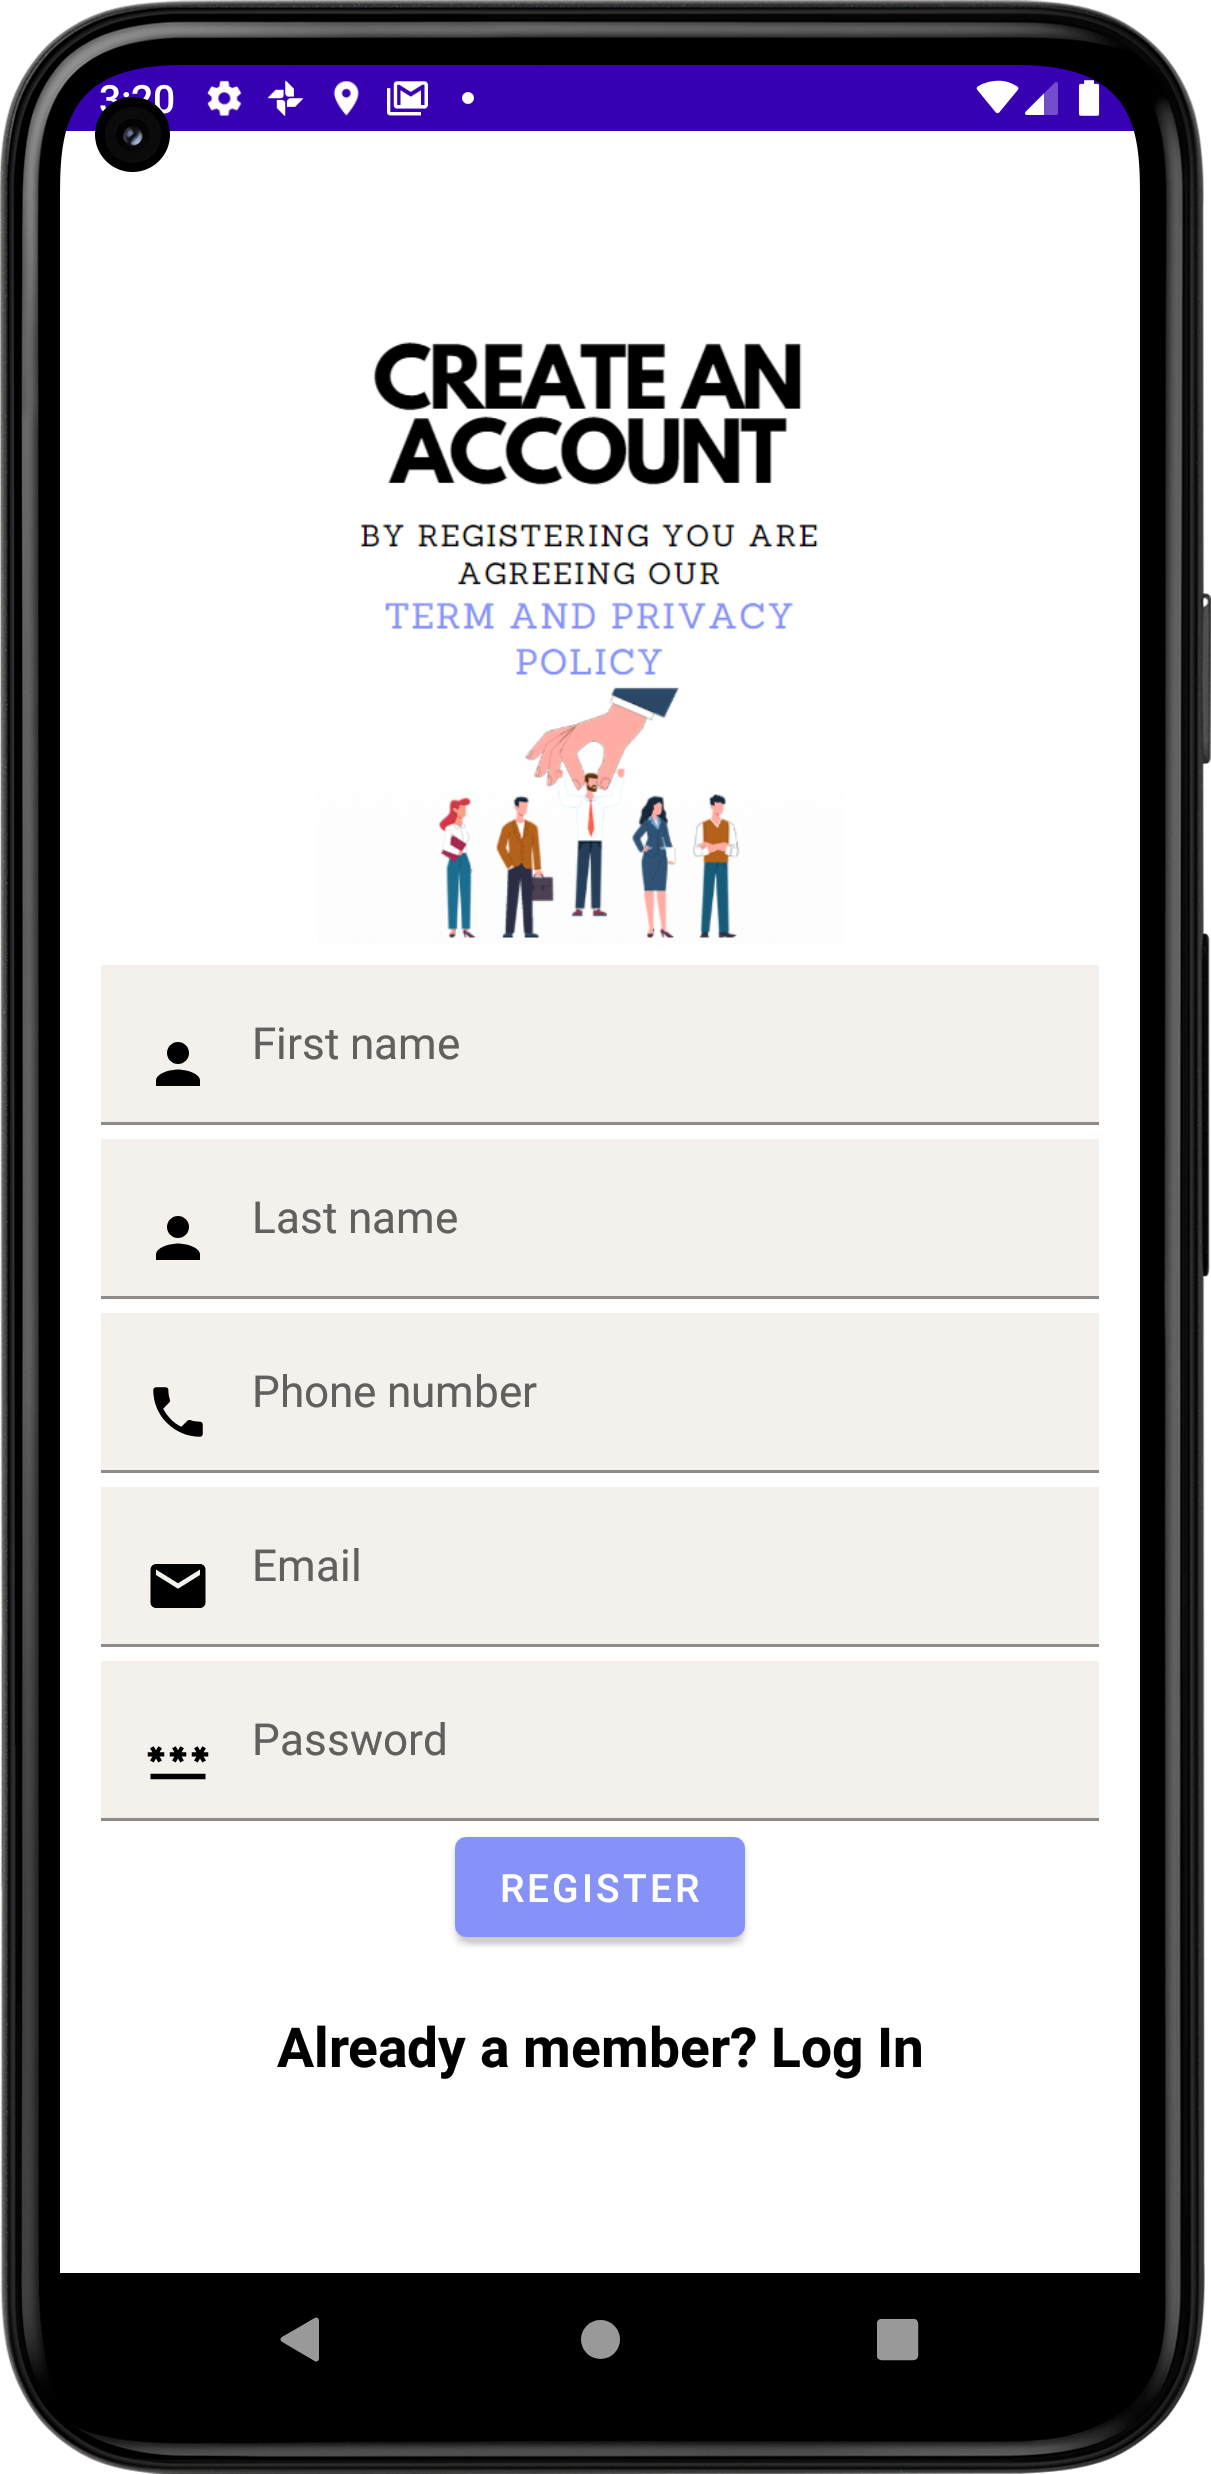 3:20
CREATE AN
ACCOUNT
BY REGISTERING YOU ARE
AGREEING OUR
TERM AND PRIVACY
POLICY
First name
Last name
Phone number
Email
Password
REGISTER
Already a member? Log In